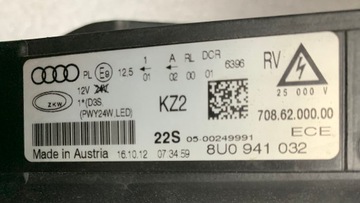 PL E9 12,5 1 01 A 02 RL 00 DCR 01 6396 RV
12V 24V
ZKW 1*(D3S, KZ2 25 000 V
(PWY24W,LED) 708.62.000.00
22S 05-00249991 ECE
Made in Austria 16.10.12 07:34:59 8U0 941 032